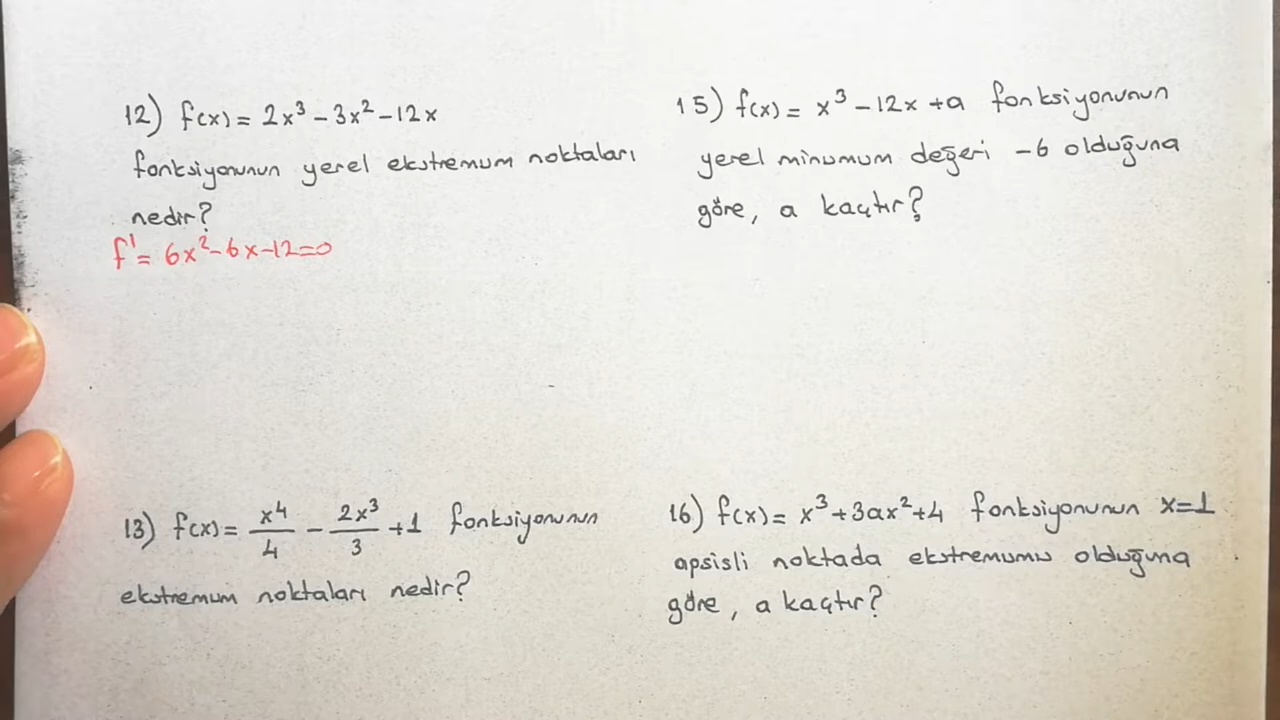 12) f(x) = 2x³ - 3x² - 12x
fonksiyonunun yerel ekstremum noktaları
nedir?
f' = 6x² - 6x - 12 = 0
13) f(x) = x⁴/4 - 2x³/3 + 1 fonksiyonunun
ekstremum noktaları nedir?
15) f(x) = x³ - 12x + a fonksiyonunun
yerel minumum değeri -6 olduğuna
göre, a kaçtır?
16) f(x) = x³ + 3ax² + 4 fonksiyonunun x=1
apsisli noktada ekstremumu olduğuna
göre, a kaçtır?